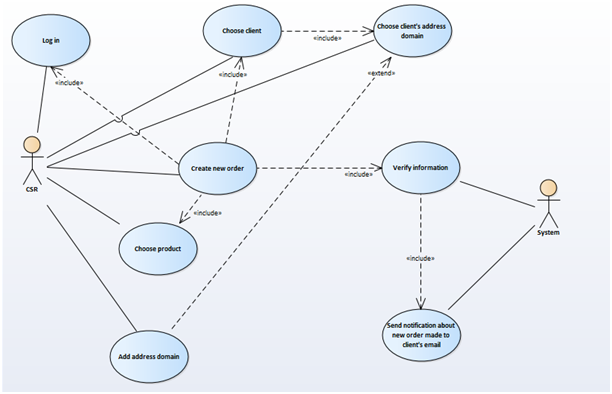 Log in
Choose client
Choose client's address
domain
«include»
«include»
«extend»
«include»
CSR
Create new order
«include»
Verify information
System
«include»
Choose product
«include»
Send notification about
new order made to
client's email
Add address domain